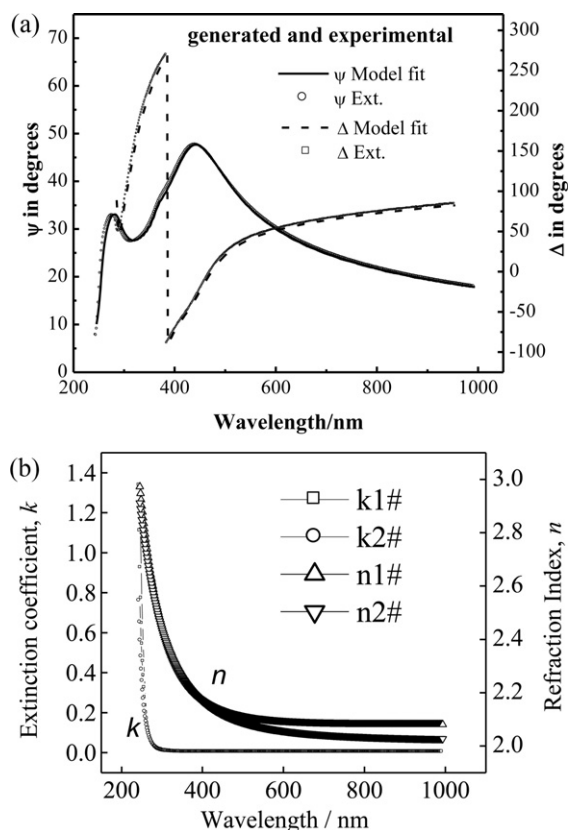 (a)
generated and experimental
ψ Model fit
ψ Ext.
Δ Model fit
Δ Ext.
70
60
50
40
30
20
10
0
ψ in degrees
300
250
200
150
100
50
0
-50
-100
Δ in degrees
200 400 600 800 1000
Wavelength/nm
(b)
1.4
1.2
1.0
0.8
0.6
0.4
0.2
0.0
Extinction coefficient, k
k1#
k2#
n1#
n2#
n
k
3.0
2.8
2.6
2.4
2.2
2.0
Refraction Index, n
200 400 600 800 1000
Wavelength / nm